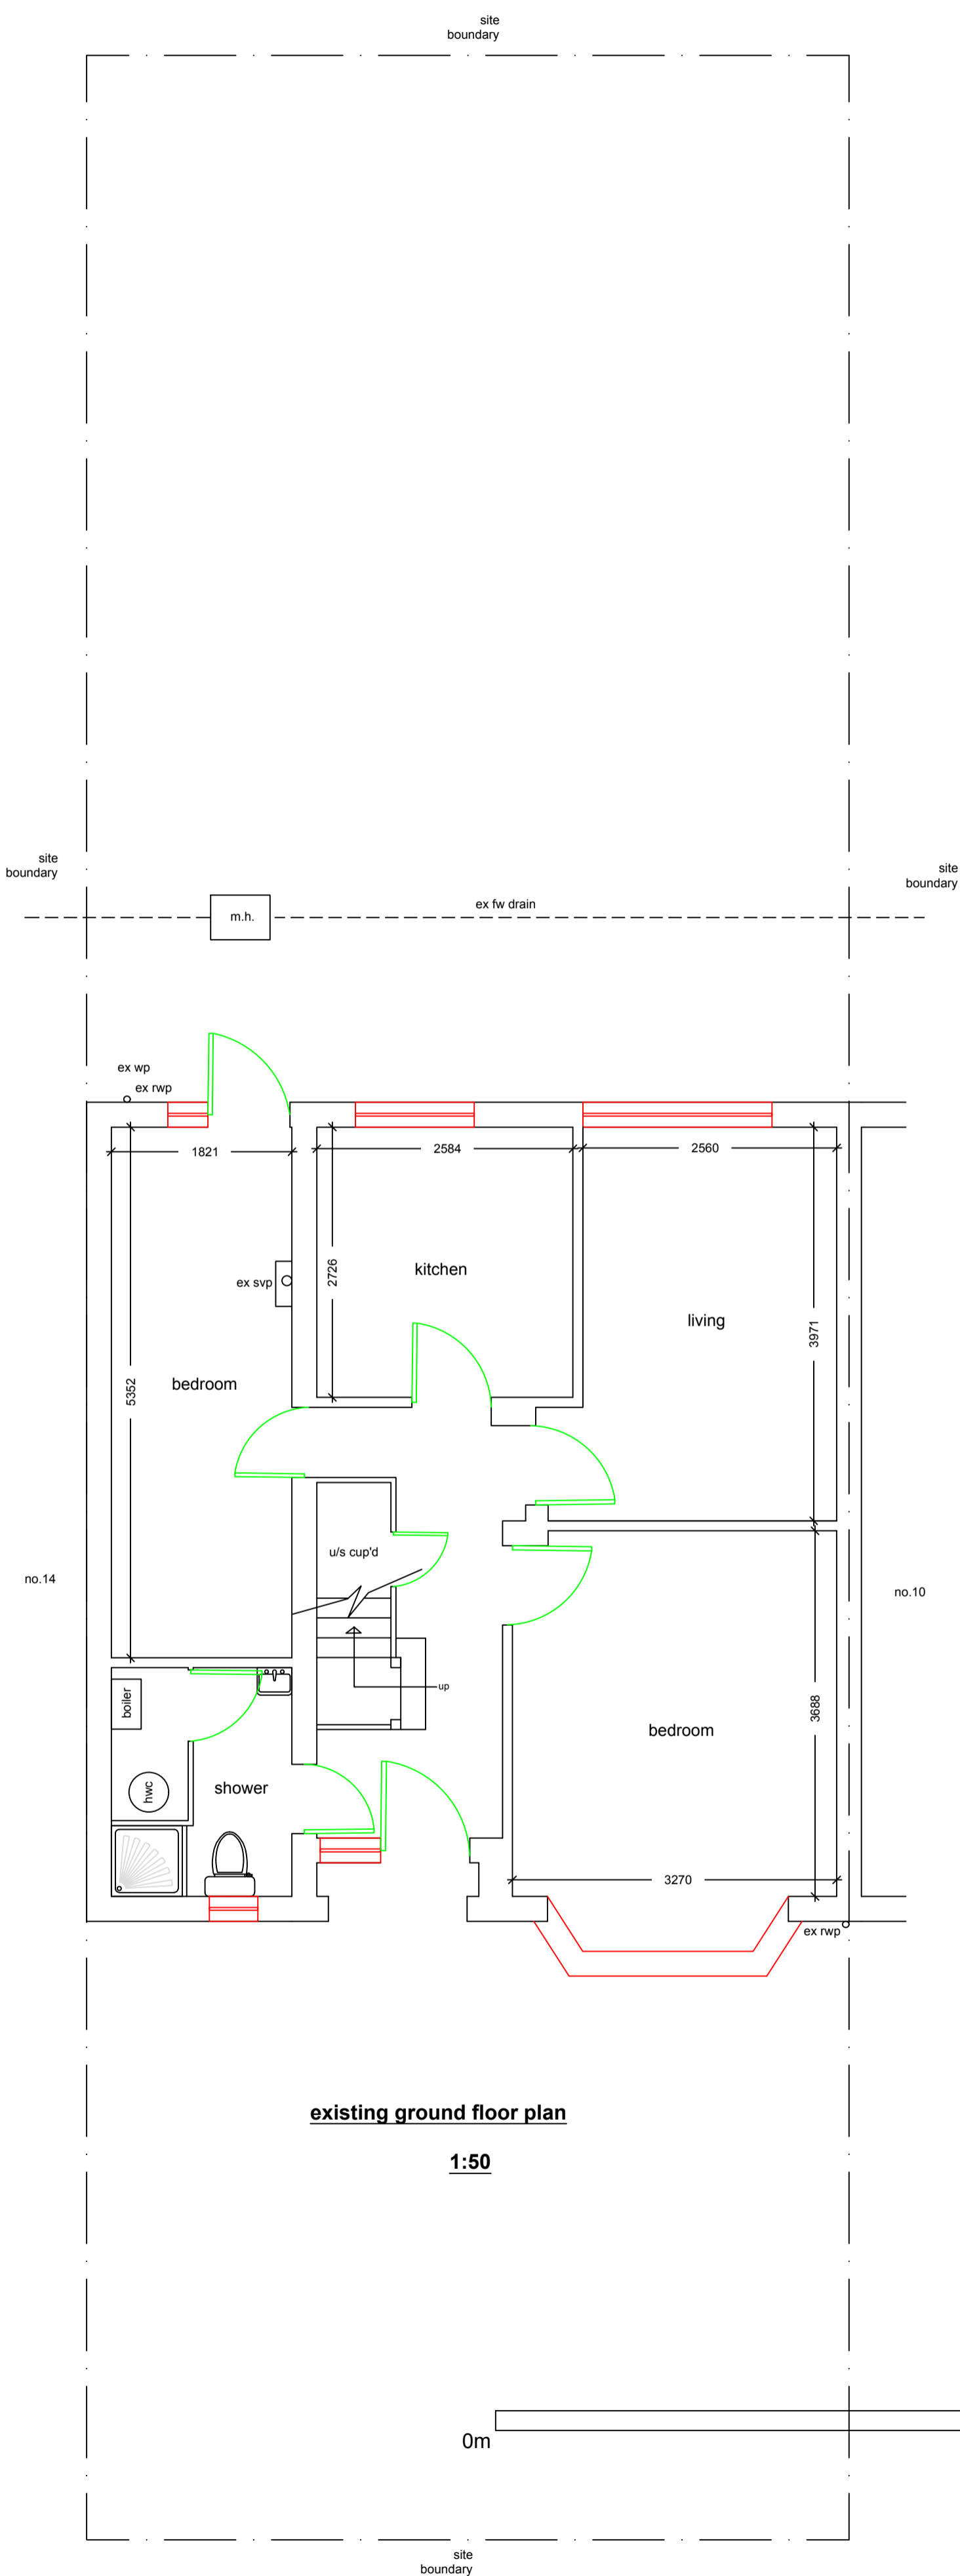 site
boundary
site
boundary
site
boundary
ex fw drain
m.h.
ex wp
ex rwp
1821
2584
2560
ex svp
2726
kitchen
living
3971
5352
bedroom
u/s cup'd
no.14
no.10
up
boiler
3688
bedroom
hwc
shower
3270
ex rwp
existing ground floor plan
1:50
0m
site
boundary